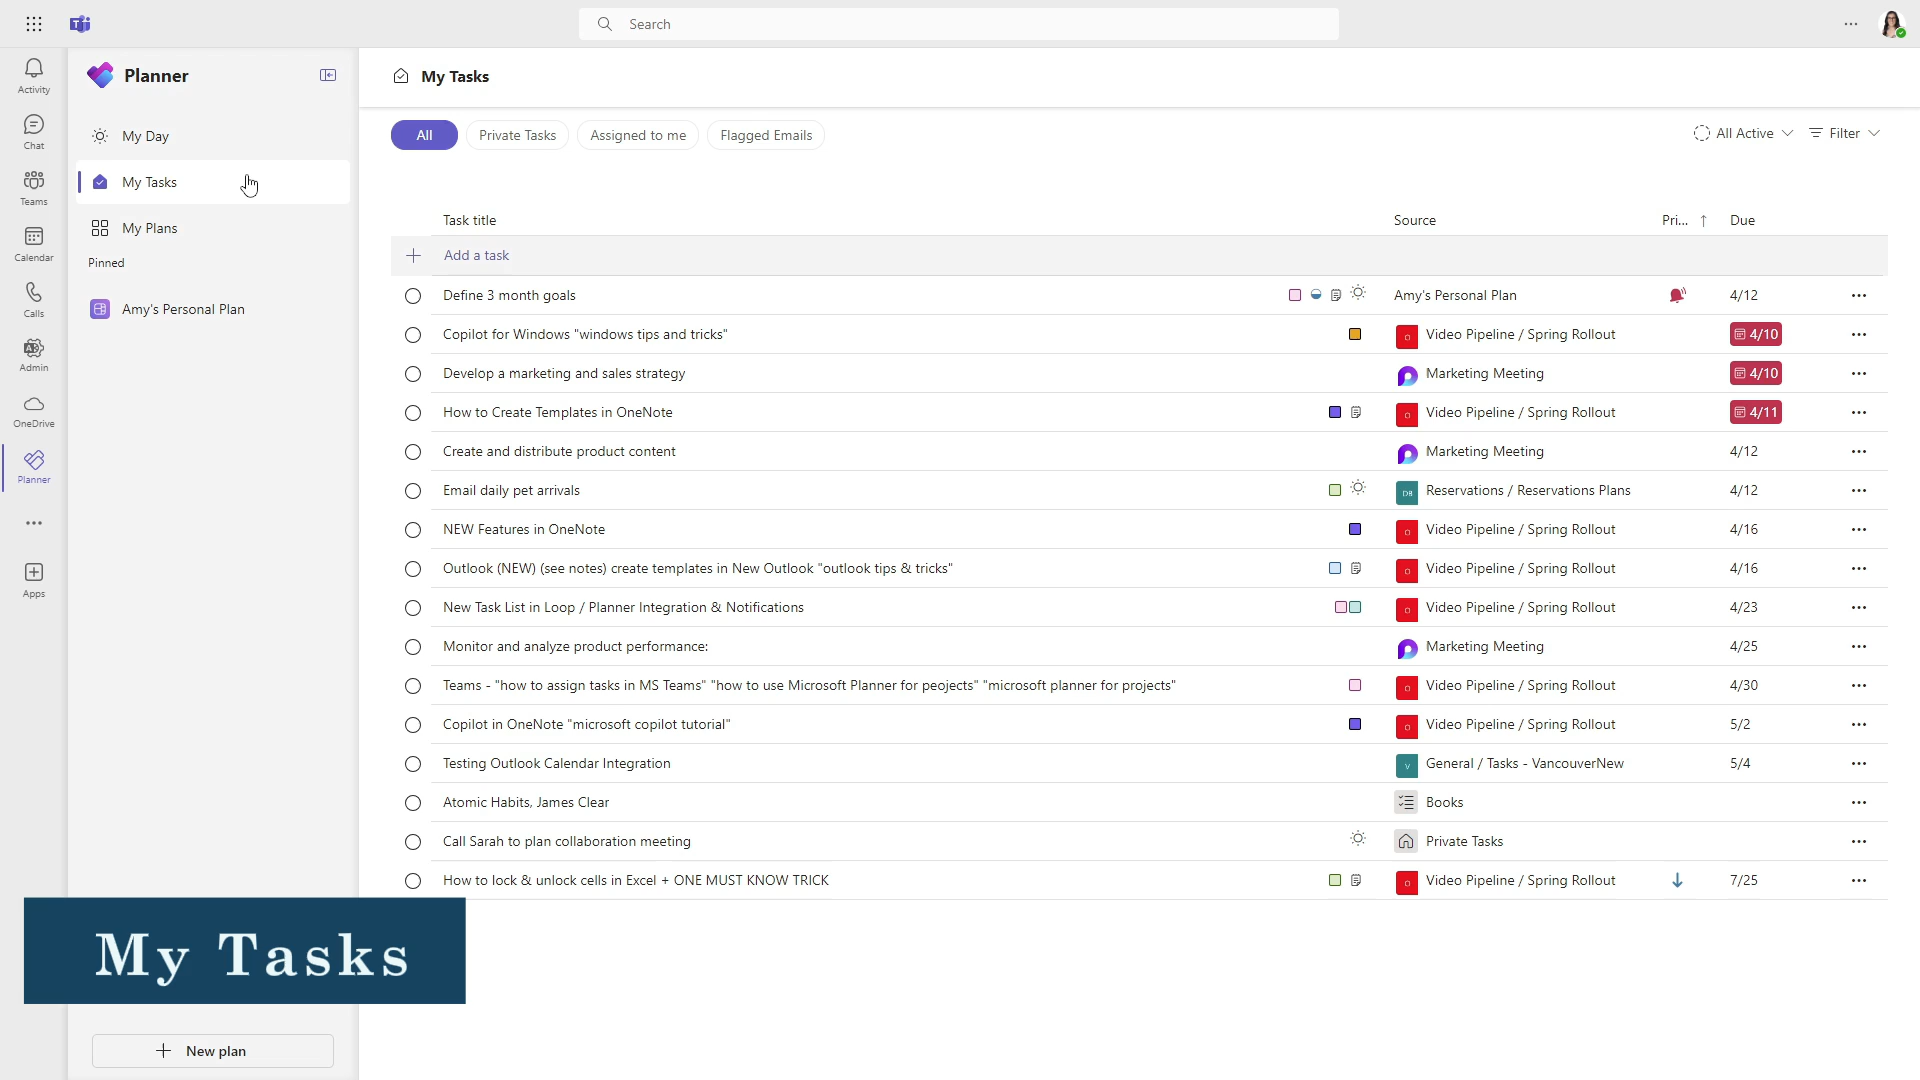 Search
Activity
Chat
Teams
Calendar
Calls
Admin
OneDrive
Planner
Apps
Planner
My Day
My Tasks
My Plans
Pinned
Amy's Personal Plan
New plan
My Tasks
All
Private Tasks
Assigned to me
Flagged Emails
All Active
Filter
Task title Source Pri... ↑ Due
Add a task
Define 3 month goals Amy's Personal Plan 4/12
Copilot for Windows "windows tips and tricks" Video Pipeline / Spring Rollout 4/10
Develop a marketing and sales strategy Marketing Meeting 4/10
How to Create Templates in OneNote Video Pipeline / Spring Rollout 4/11
Create and distribute product content Marketing Meeting 4/12
Email daily pet arrivals Reservations / Reservations Plans 4/12
NEW Features in OneNote Video Pipeline / Spring Rollout 4/16
Outlook (NEW) (see notes) create templates in New Outlook "outlook tips & tricks" Video Pipeline / Spring Rollout 4/16
New Task List in Loop / Planner Integration & Notifications Video Pipeline / Spring Rollout 4/23
Monitor and analyze product performance: Marketing Meeting 4/25
Teams - "how to assign tasks in MS Teams" "how to use Microsoft Planner for peojects" "microsoft planner for projects" Video Pipeline / Spring Rollout 4/30
Copilot in OneNote "microsoft copilot tutorial" Video Pipeline / Spring Rollout 5/2
Testing Outlook Calendar Integration General / Tasks - VancouverNew 5/4
Atomic Habits, James Clear Books
Call Sarah to plan collaboration meeting Private Tasks
How to lock & unlock cells in Excel + ONE MUST KNOW TRICK Video Pipeline / Spring Rollout 7/25
My Tasks